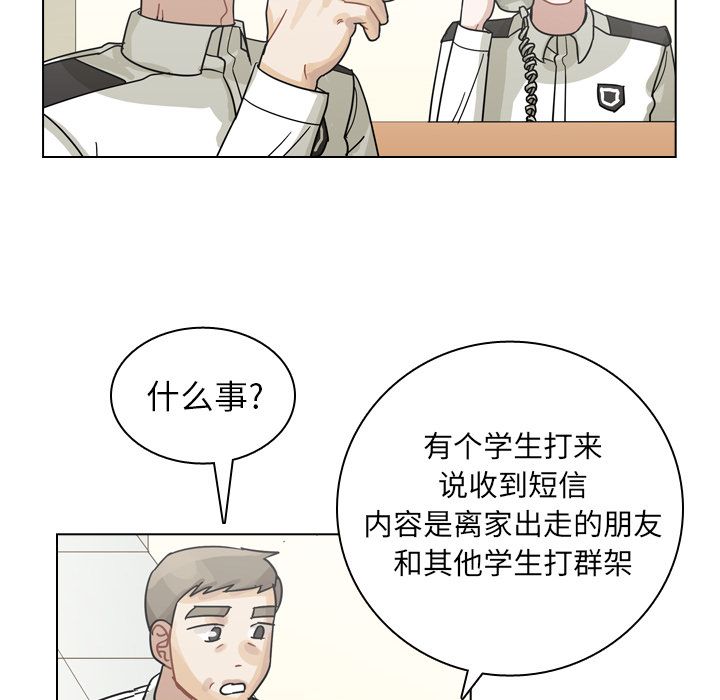 什么事?
有个学生打来
说收到短信
内容是离家出走的朋友
和其他学生打群架